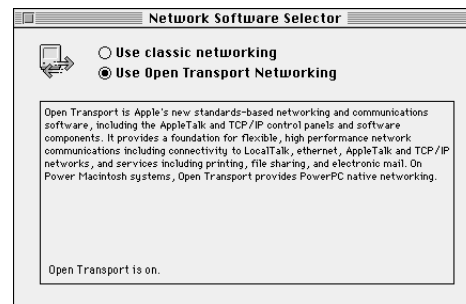 Network Software Selector
Use classic networking
Use Open Transport Networking
Open Transport is Apple's new standards-based networking and communications
software, including the AppleTalk and TCP/IP control panels and software
components. It provides a foundation for flexible, high performance network
communications including connectivity to LocalTalk, ethernet, AppleTalk and TCP/IP
networks, and services including printing, file sharing, and electronic mail. On
Power Macintosh systems, Open Transport provides PowerPC native networking.
Open Transport is on.